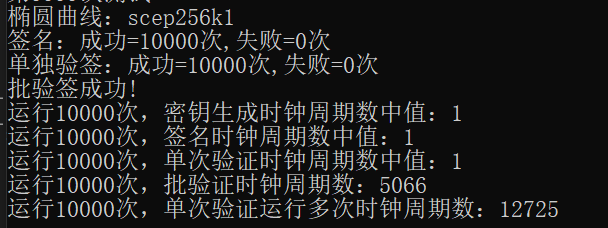 椭圆曲线：scep256k1
签名：成功=10000次,失败=0次
单独验签：成功=10000次,失败=0次
批验签成功!
运行10000次，密钥生成时钟周期数中值：1
运行10000次，签名时钟周期数中值：1
运行10000次，单次验证时钟周期数中值：1
运行10000次，批验证时钟周期数：5066
运行10000次，单次验证运行多次时钟周期数：12725